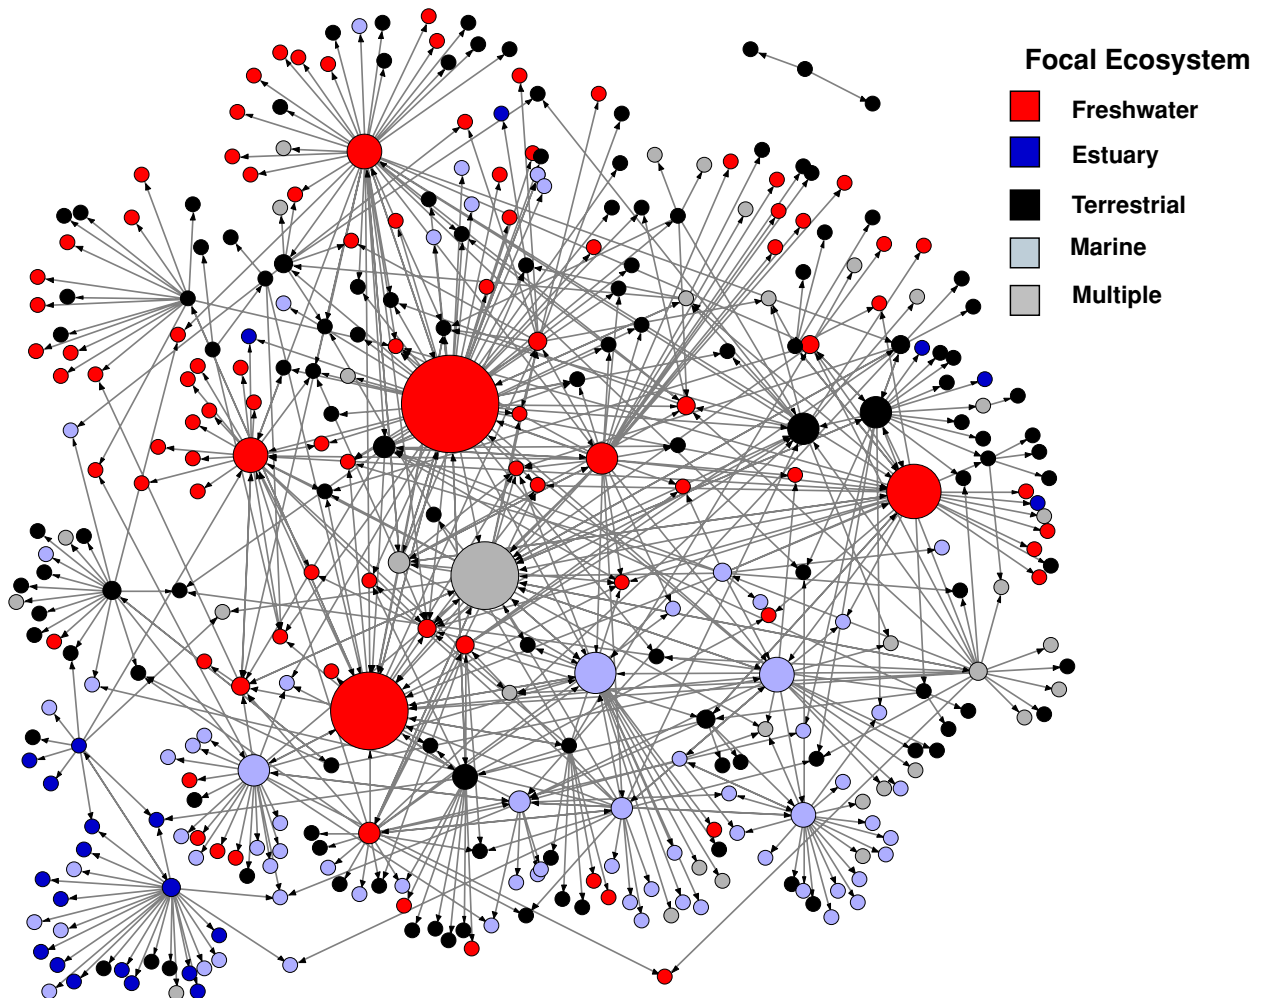 Focal Ecosystem
Freshwater
Estuary
Terrestrial
Marine
Multiple